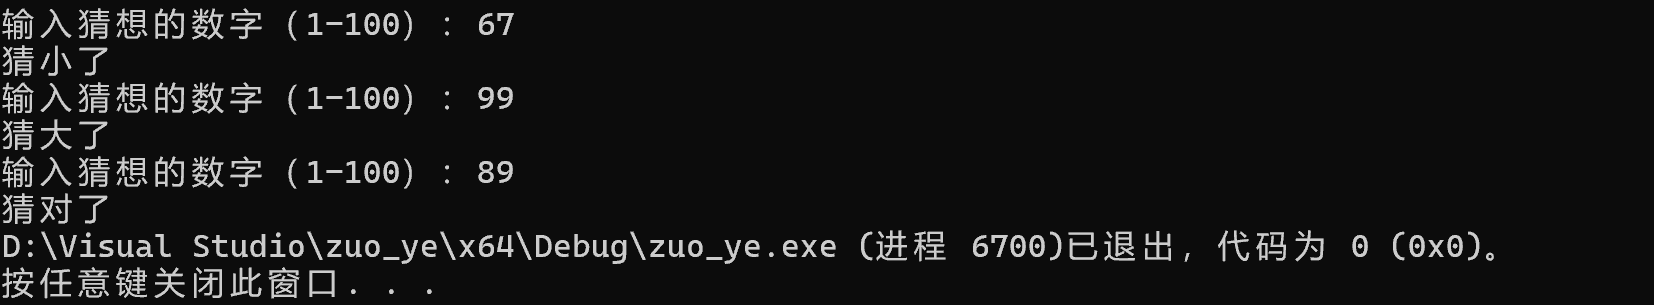 输入猜想的数字（1-100）：67
猜小了
输入猜想的数字（1-100）：99
猜大了
输入猜想的数字（1-100）：89
猜对了
D:\Visual Studio\zuo_ye\x64\Debug\zuo_ye.exe (进程 6700)已退出，代码为 0 (0x0)。
按任意键关闭此窗口. . .